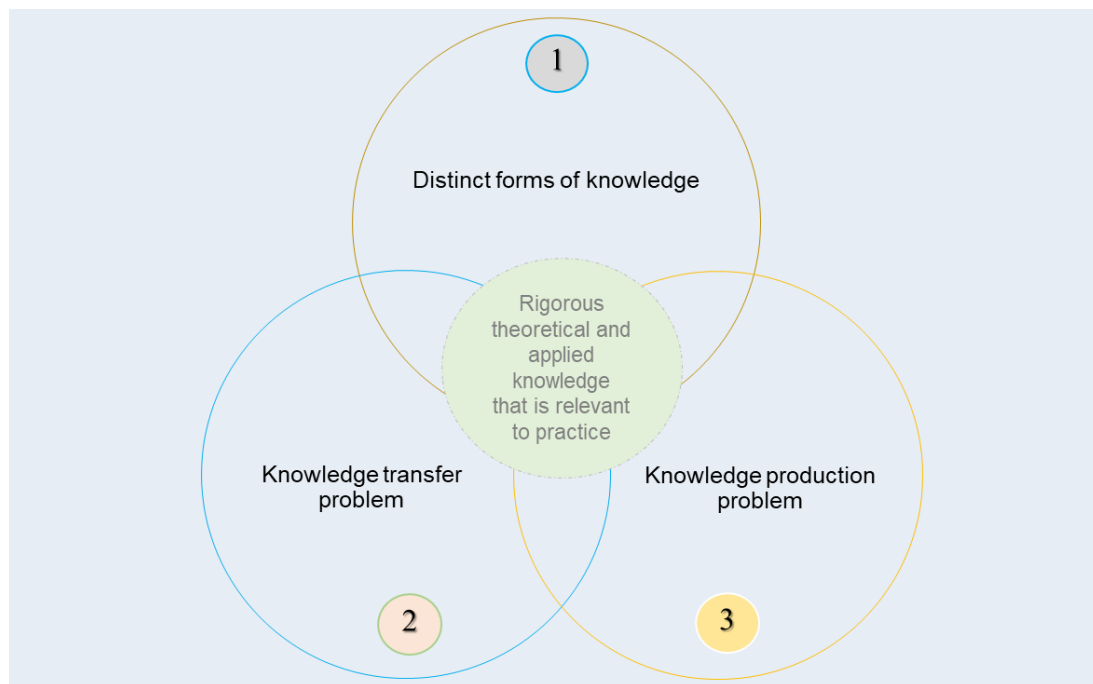 1
Distinct forms of knowledge
Rigorous
theoretical and
applied
knowledge
that is relevant
to practice
Knowledge transfer
problem
Knowledge production
problem
2
3